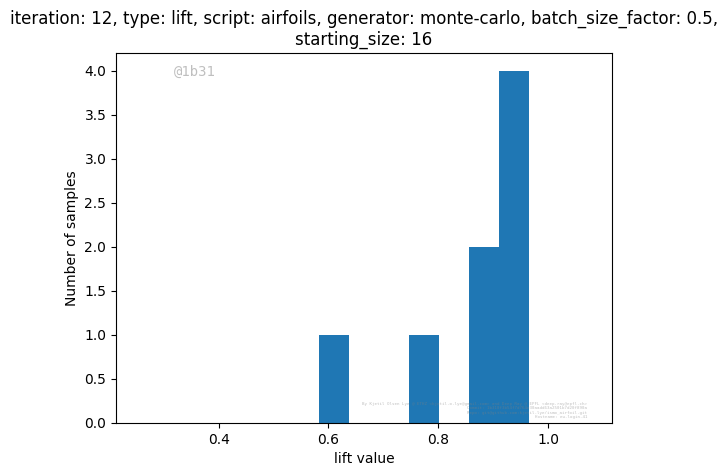 iteration: 12, type: lift, script: airfoils, generator: monte-carlo, batch_size_factor: 0.5,
starting_size: 16
@1b31
4.0
3.5
3.0
2.5
2.0
1.5
1.0
0.5
0.0
Number of samples
0.4 0.6 0.8 1.0
lift value